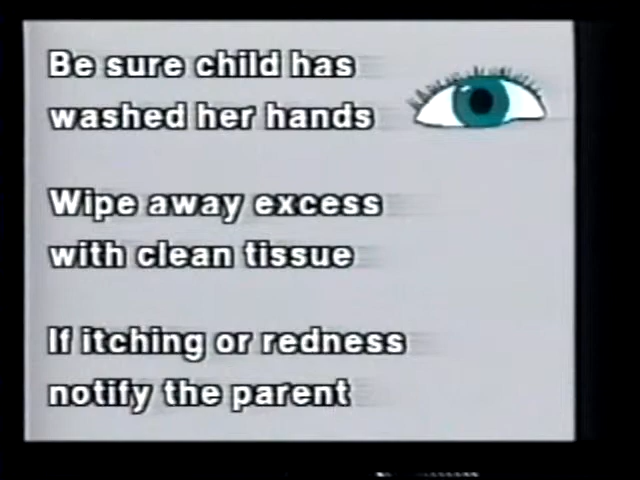 Be sure child has
washed her hands
Wipe away excess
with clean tissue
If itching or redness
notify the parent